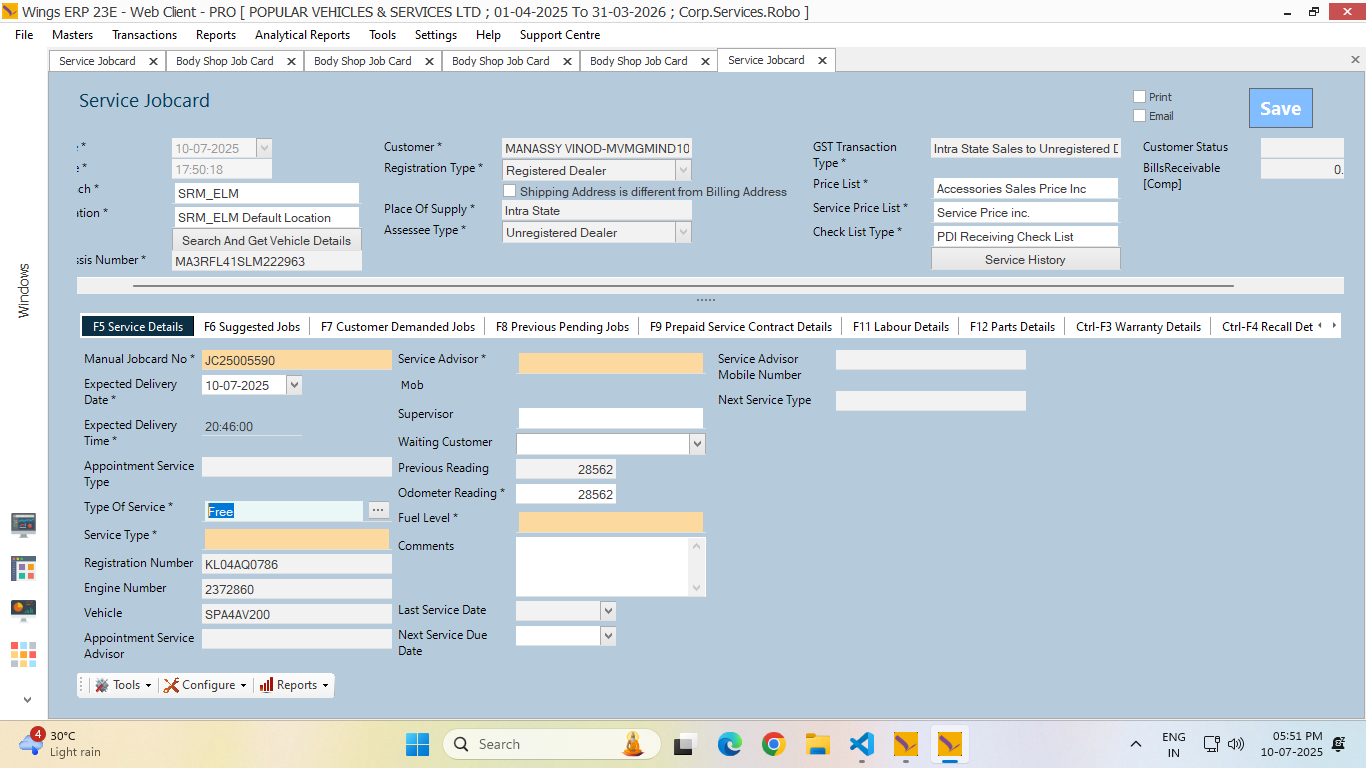 Wings ERP 23E - Web Client - PRO [ POPULAR VEHICLES & SERVICES LTD ; 01-04-2025 To 31-03-2026 ; Corp.Services.Robo ]
File Masters Transactions Reports Analytical Reports Tools Settings Help Support Centre
Service Jobcard Body Shop Job Card Body Shop Job Card Body Shop Job Card Body Shop Job Card Service Jobcard
Service Jobcard
Print
Email
Save
10-07-2025
17:50:18
SRM_ELM
SRM_ELM Default Location
Search And Get Vehicle Details
ssis Number *
MA3RFL41SLM222963
Customer *
MANASSY VINOD-MVMGMIND10
Registration Type *
Registered Dealer
Shipping Address is different from Billing Address
Place Of Supply *
Intra State
Assessee Type *
Unregistered Dealer
GST Transaction
Type *
Intra State Sales to Unregistered D
Price List *
Accessories Sales Price Inc
Service Price List *
Service Price inc.
Check List Type *
PDI Receiving Check List
Service History
Customer Status
BillsReceivable
[Comp]
0.
Windows
F5 Service Details F6 Suggested Jobs F7 Customer Demanded Jobs F8 Previous Pending Jobs F9 Prepaid Service Contract Details F11 Labour Details F12 Parts Details Ctrl-F3 Warranty Details Ctrl-F4 Recall Det
Manual Jobcard No *
JC25005590
Expected Delivery
Date *
10-07-2025
Expected Delivery
Time *
20:46:00
Appointment Service
Type
Type Of Service *
Free
Service Type *
Registration Number
KL04AQ0786
Engine Number
2372860
Vehicle
SPA4AV200
Appointment Service
Advisor
Service Advisor *
Mob
Supervisor
Waiting Customer
Previous Reading
28562
Odometer Reading *
28562
Fuel Level *
Comments
Last Service Date
Next Service Due
Date
Service Advisor
Mobile Number
Next Service Type
Tools Configure Reports
4
30°C
Light rain
Search
ENG
IN
05:51 PM
10-07-2025